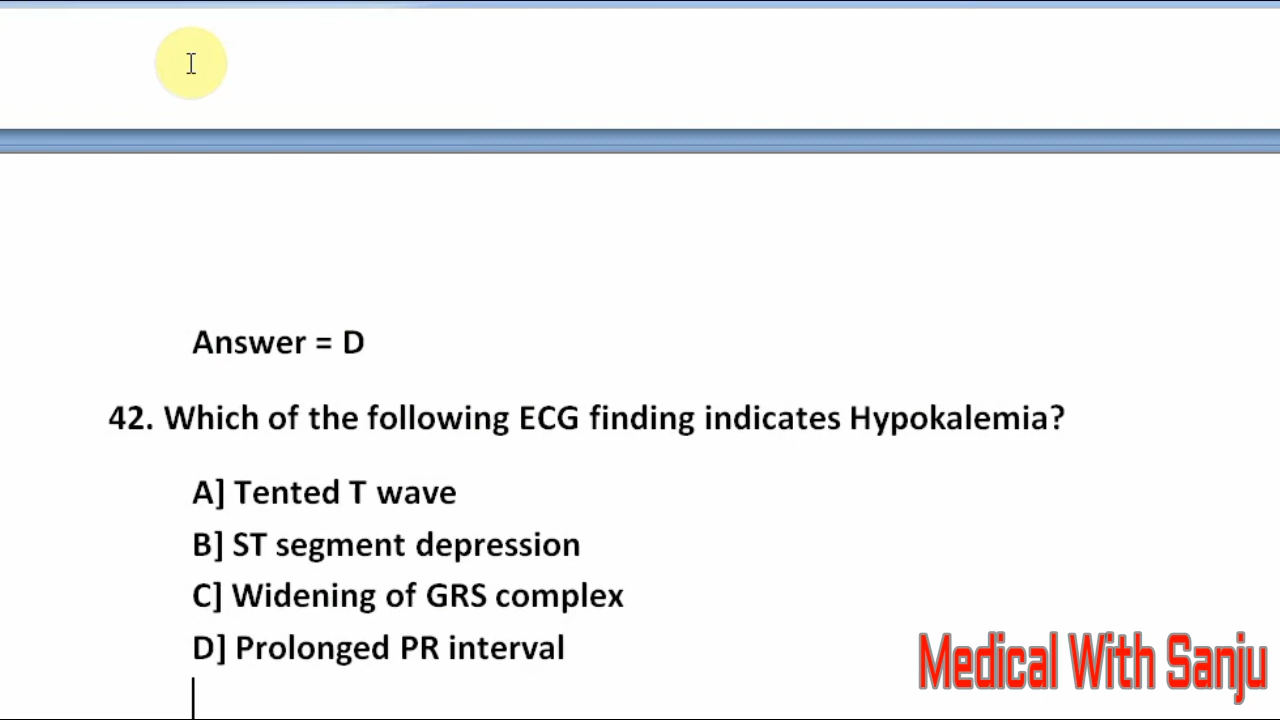 Answer = D
42. Which of the following ECG finding indicates Hypokalemia?
A] Tented T wave
B] ST segment depression
C] Widening of GRS complex
D] Prolonged PR interval
Medical With Sanju